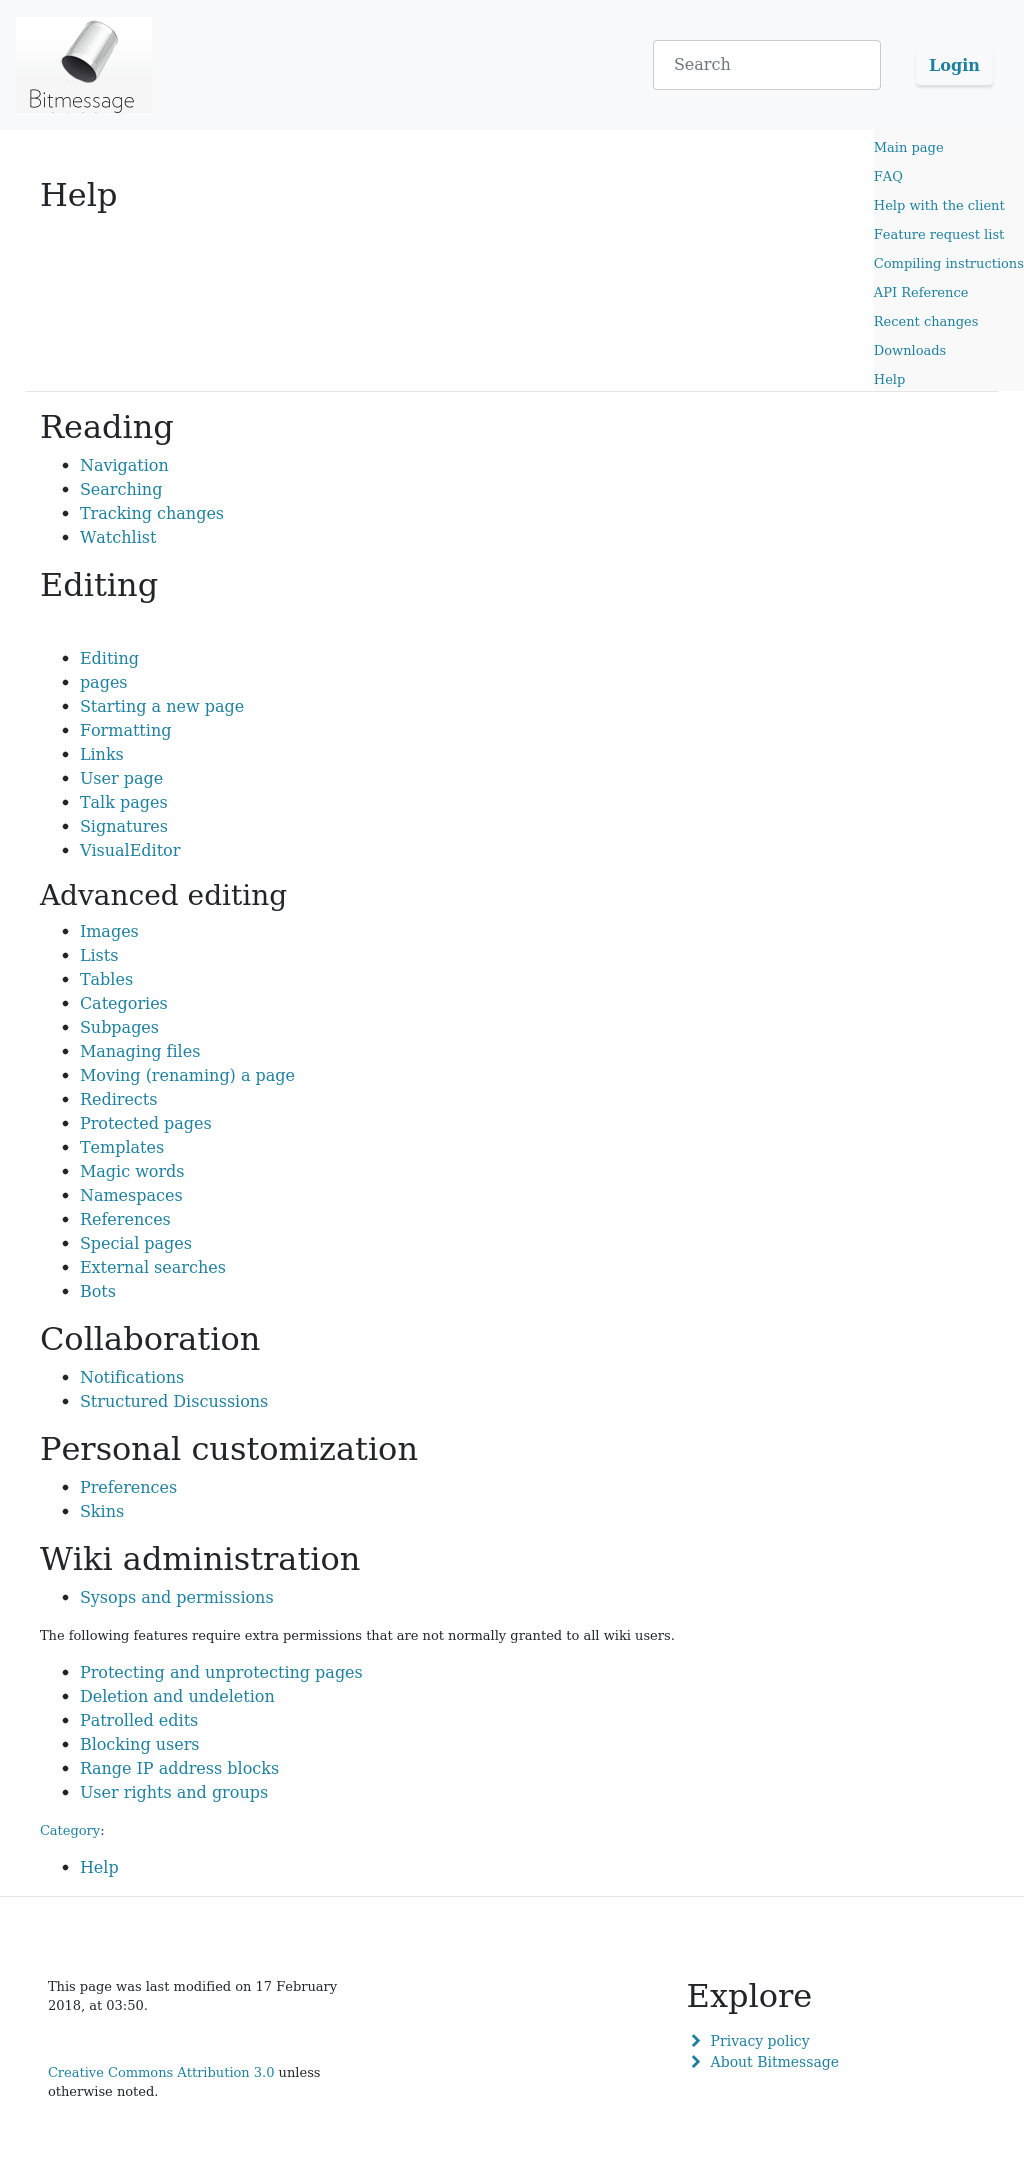 Bitmessage
Search
Login
Main page
FAQ
Help with the client
Feature request list
Compiling instructions
API Reference
Recent changes
Downloads
Help
Help
Reading
Navigation
Searching
Tracking changes
Watchlist
Editing
Editing
pages
Starting a new page
Formatting
Links
User page
Talk pages
Signatures
VisualEditor
Advanced editing
Images
Lists
Tables
Categories
Subpages
Managing files
Moving (renaming) a page
Redirects
Protected pages
Templates
Magic words
Namespaces
References
Special pages
External searches
Bots
Collaboration
Notifications
Structured Discussions
Personal customization
Preferences
Skins
Wiki administration
Sysops and permissions
The following features require extra permissions that are not normally granted to all wiki users.
Protecting and unprotecting pages
Deletion and undeletion
Patrolled edits
Blocking users
Range IP address blocks
User rights and groups
Category:
Help
This page was last modified on 17 February
2018, at 03:50.
Creative Commons Attribution 3.0 unless
otherwise noted.
Explore
Privacy policy
About Bitmessage